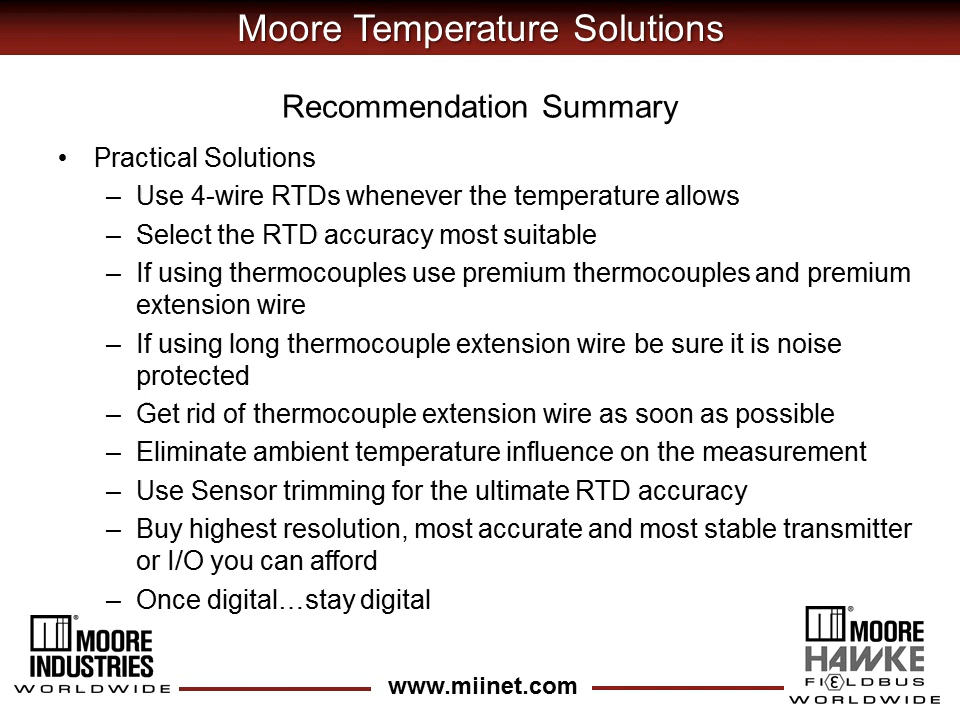 Moore Temperature Solutions
Recommendation Summary
• Practical Solutions
– Use 4-wire RTDs whenever the temperature allows
– Select the RTD accuracy most suitable
– If using thermocouples use premium thermocouples and premium
extension wire
– If using long thermocouple extension wire be sure it is noise
protected
– Get rid of thermocouple extension wire as soon as possible
– Eliminate ambient temperature influence on the measurement
– Use Sensor trimming for the ultimate RTD accuracy
– Buy highest resolution, most accurate and most stable transmitter
or I/O you can afford
– Once digital…stay digital
® MOORE
INDUSTRIES
WORLDWIDE
www.miinet.com
® MOORE
HAWKE
FIELDBUS
WORLDWIDE